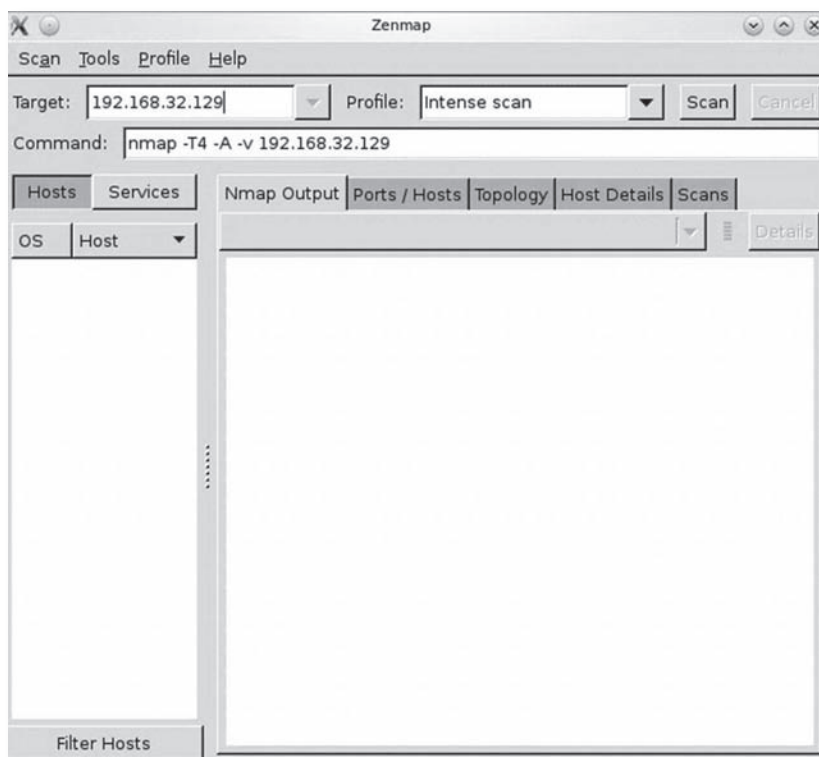 Zenmap
Scan Tools Profile Help
Target: 192.168.32.129 Profile: Intense scan Scan Cancel
Command: nmap -T4 -A -v 192.168.32.129
Hosts Services Nmap Output Ports / Hosts Topology Host Details Scans
OS Host Details
Filter Hosts